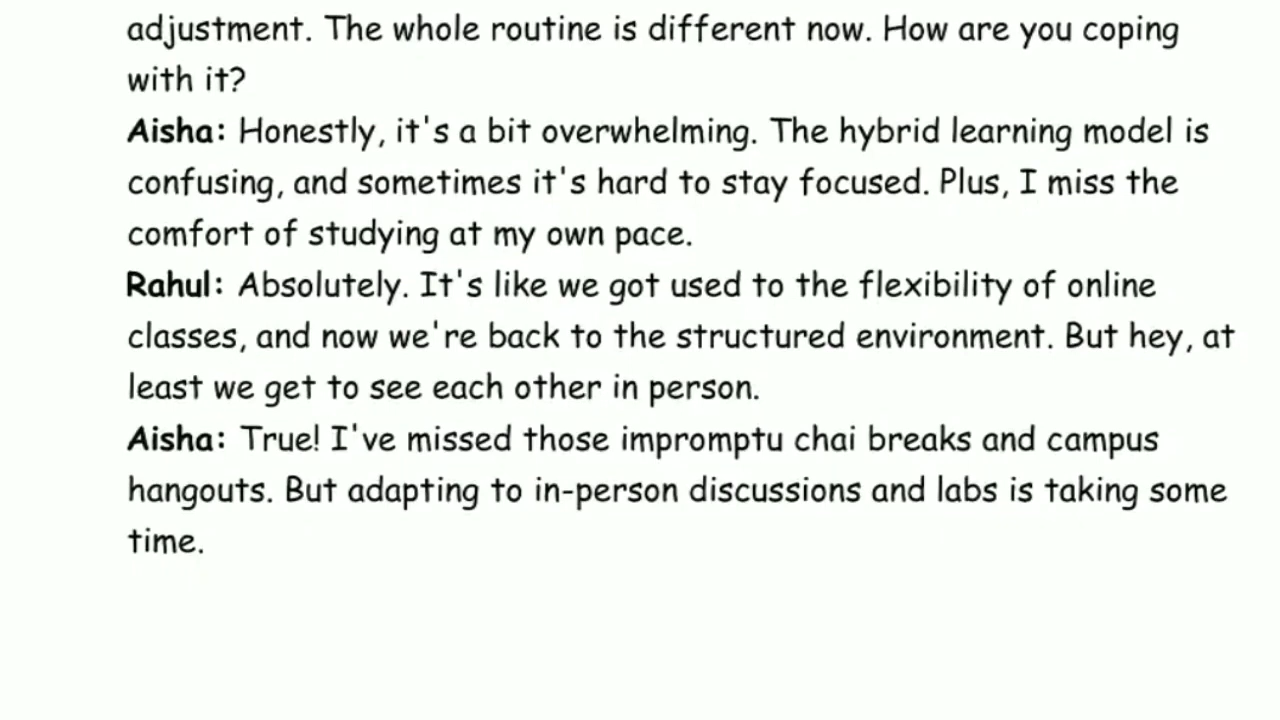 adjustment. The whole routine is different now. How are you coping
with it?
Aisha: Honestly, it's a bit overwhelming. The hybrid learning model is
confusing, and sometimes it's hard to stay focused. Plus, I miss the
comfort of studying at my own pace.
Rahul: Absolutely. It's like we got used to the flexibility of online
classes, and now we're back to the structured environment. But hey, at
least we get to see each other in person.
Aisha: True! I've missed those impromptu chai breaks and campus
hangouts. But adapting to in-person discussions and labs is taking some
time.